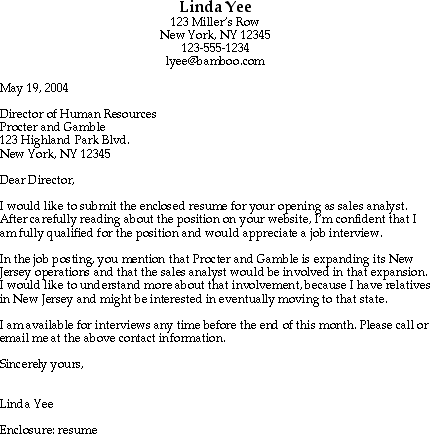 Linda Yee
123 Miller's Row
New York, NY 12345
123-555-1234
lyee@bamboo.com
May 19, 2004
Director of Human Resources
Procter and Gamble
123 Highland Park Blvd.
New York, NY 12345
Dear Director,
I would like to submit the enclosed resume for your opening as sales analyst.
After carefully reading about the position on your website, I'm confident that I
am fully qualified for the position and would appreciate a job interview.
In the job posting, you mention that Procter and Gamble is expanding its New
Jersey operations and that the sales analyst would be involved in that expansion.
I would like to understand more about that involvement, because I have relatives
in New Jersey and might be interested in eventually moving to that state.
I am available for interviews any time before the end of this month. Please call or
email me at the above contact information.
Sincerely yours,
Linda Yee
Enclosure: resume